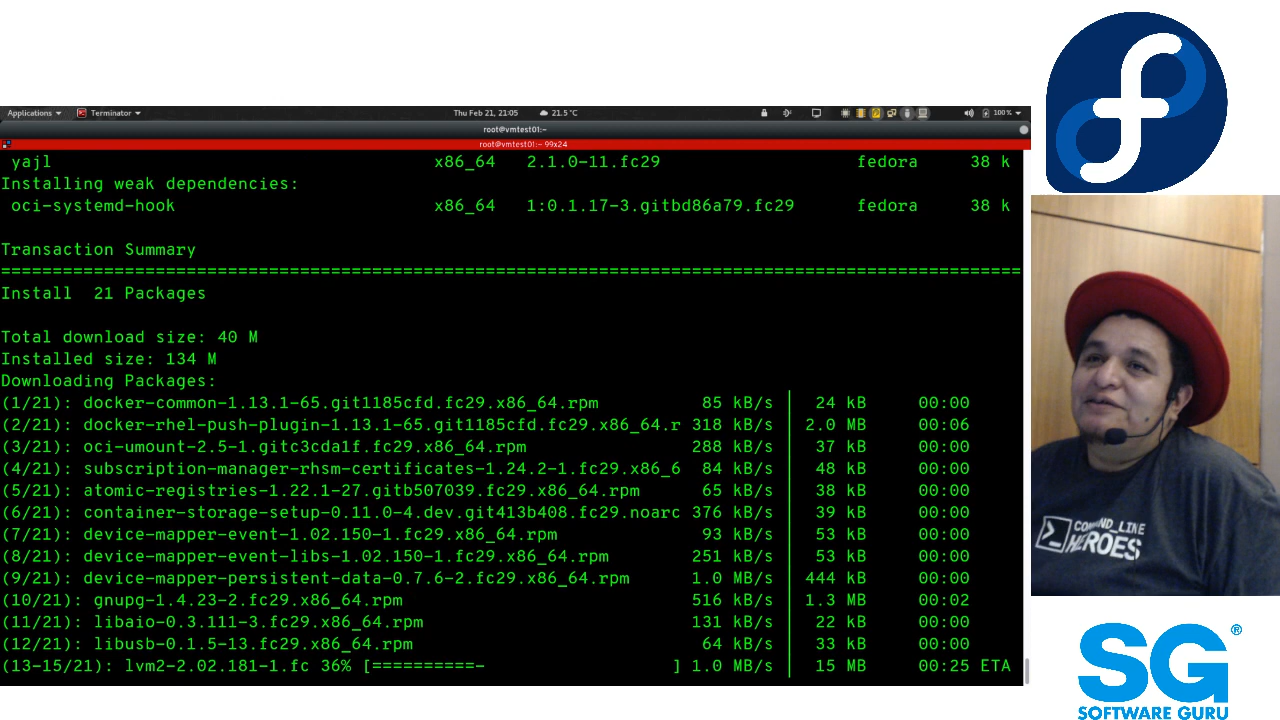 Applications
Terminator
Thu Feb 21, 21:05
21.5 °C
100 %
root@vmtest01:~
root@vmtest01:~ 99x24
yajl x86_64 2.1.0-11.fc29 fedora 38 k
Installing weak dependencies:
oci-systemd-hook x86_64 1:0.1.17-3.gitbd86a79.fc29 fedora 38 k
Transaction Summary
===================================================================================================
Install 21 Packages
Total download size: 40 M
Installed size: 134 M
Downloading Packages:
(1/21): docker-common-1.13.1-65.git1185cfd.fc29.x86_64.rpm 85 kB/s | 24 kB 00:00
(2/21): docker-rhel-push-plugin-1.13.1-65.git1185cfd.fc29.x86_64.r 318 kB/s | 2.0 MB 00:06
(3/21): oci-umount-2.5-1.gitc3cda1f.fc29.x86_64.rpm 288 kB/s | 37 kB 00:00
(4/21): subscription-manager-rhsm-certificates-1.24.2-1.fc29.x86_6 84 kB/s | 48 kB 00:00
(5/21): atomic-registries-1.22.1-27.gitb507039.fc29.x86_64.rpm 65 kB/s | 38 kB 00:00
(6/21): container-storage-setup-0.11.0-4.dev.git413b408.fc29.noarc 376 kB/s | 39 kB 00:00
(7/21): device-mapper-event-1.02.150-1.fc29.x86_64.rpm 93 kB/s | 53 kB 00:00
(8/21): device-mapper-event-libs-1.02.150-1.fc29.x86_64.rpm 251 kB/s | 53 kB 00:00
(9/21): device-mapper-persistent-data-0.7.6-2.fc29.x86_64.rpm 1.0 MB/s | 444 kB 00:00
(10/21): gnupg-1.4.23-2.fc29.x86_64.rpm 516 kB/s | 1.3 MB 00:02
(11/21): libaio-0.3.111-3.fc29.x86_64.rpm 131 kB/s | 22 kB 00:00
(12/21): libusb-0.1.5-13.fc29.x86_64.rpm 64 kB/s | 33 kB 00:00
(13-15/21): lvm2-2.02.181-1.fc 36% [==========- ] 1.0 MB/s | 15 MB 00:25 ETA
COMMAND_LINE
HEROES
SG®
SOFTWARE GURU